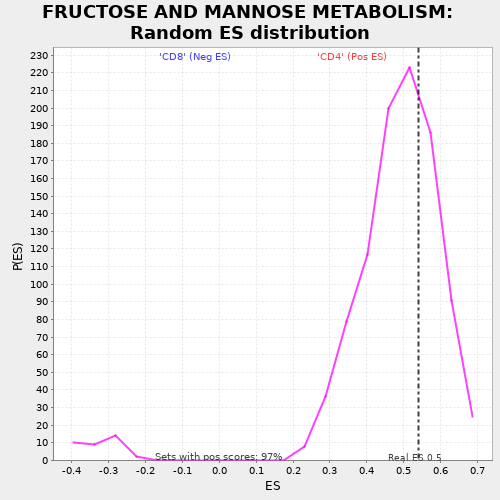 FRUCTOSE AND MANNOSE METABOLISM:
Random ES distribution
'CD8' (Neg ES)
'CD4' (Pos ES)
P(ES)
230
220
210
200
190
180
170
160
150
140
130
120
110
100
90
80
70
60
50
40
30
20
10
0
Sets with pos scores: 97%
Real ES 0.5
-0.4 -0.3 -0.2 -0.1 0.0 0.1 0.2 0.3 0.4 0.5 0.6 0.7
ES